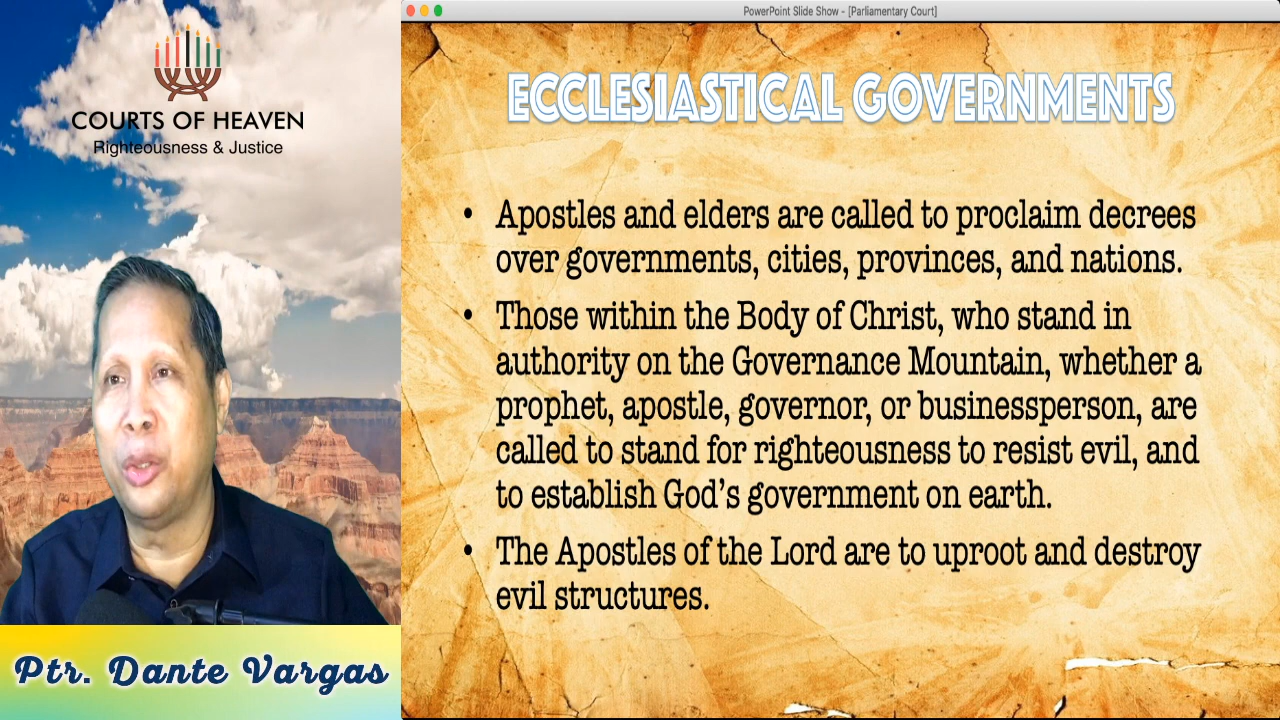 COURTS OF HEAVEN
Righteousness & Justice
Ptr. Dante Vargas
PowerPoint Slide Show - [Parliamentary Court]
ECCLESIASTICAL GOVERNMENTS
• Apostles and elders are called to proclaim decrees
over governments, cities, provinces, and nations.
• Those within the Body of Christ, who stand in
authority on the Governance Mountain, whether a
prophet, apostle, governor, or businessperson, are
called to stand for righteousness to resist evil, and
to establish God's government on earth.
• The Apostles of the Lord are to uproot and destroy
evil structures.